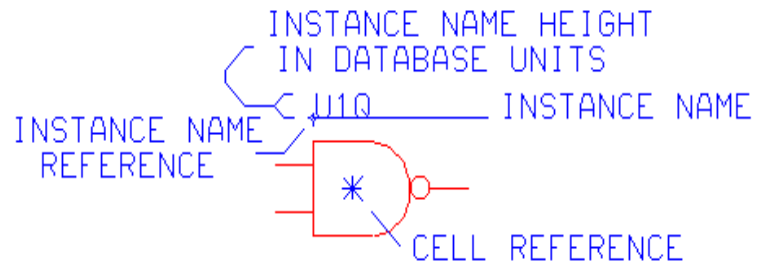 INSTANCE NAME HEIGHT
IN DATABASE UNITS
U1Q
INSTANCE NAME
INSTANCE NAME
REFERENCE
CELL REFERENCE